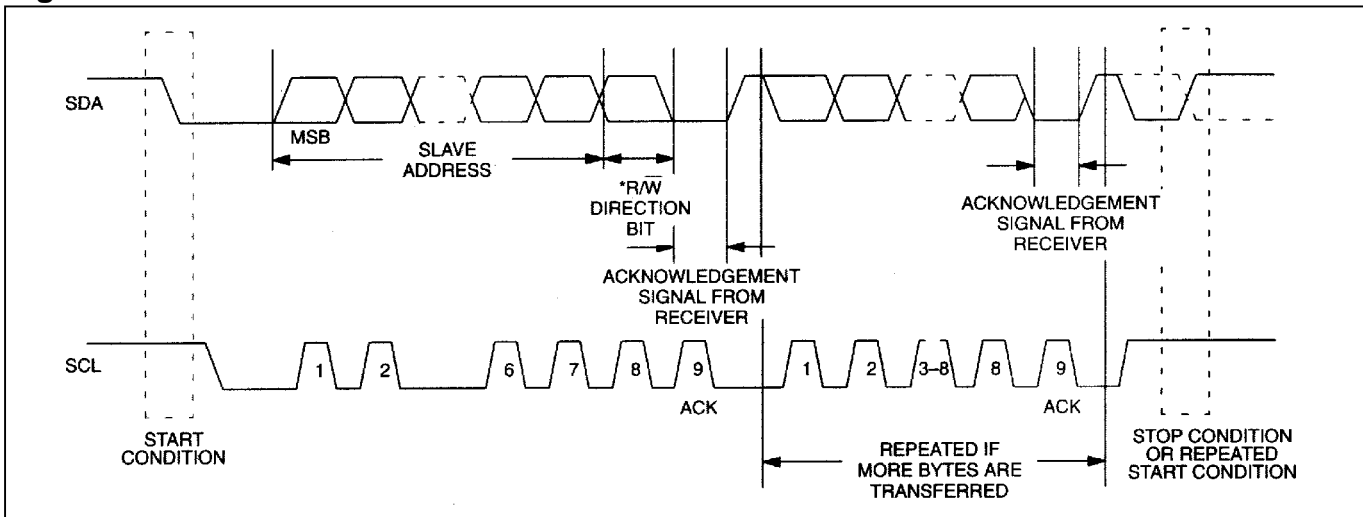 SDA
MSB
SLAVE
ADDRESS
*R/W̅
DIRECTION
BIT
ACKNOWLEDGEMENT
SIGNAL FROM
RECEIVER
ACKNOWLEDGEMENT
SIGNAL FROM
RECEIVER
SCL
1 2 6 7 8 9 1 2 3–8 8 9
ACK ACK
START
CONDITION
REPEATED IF
MORE BYTES ARE
TRANSFERRED
STOP CONDITION
OR REPEATED
START CONDITION